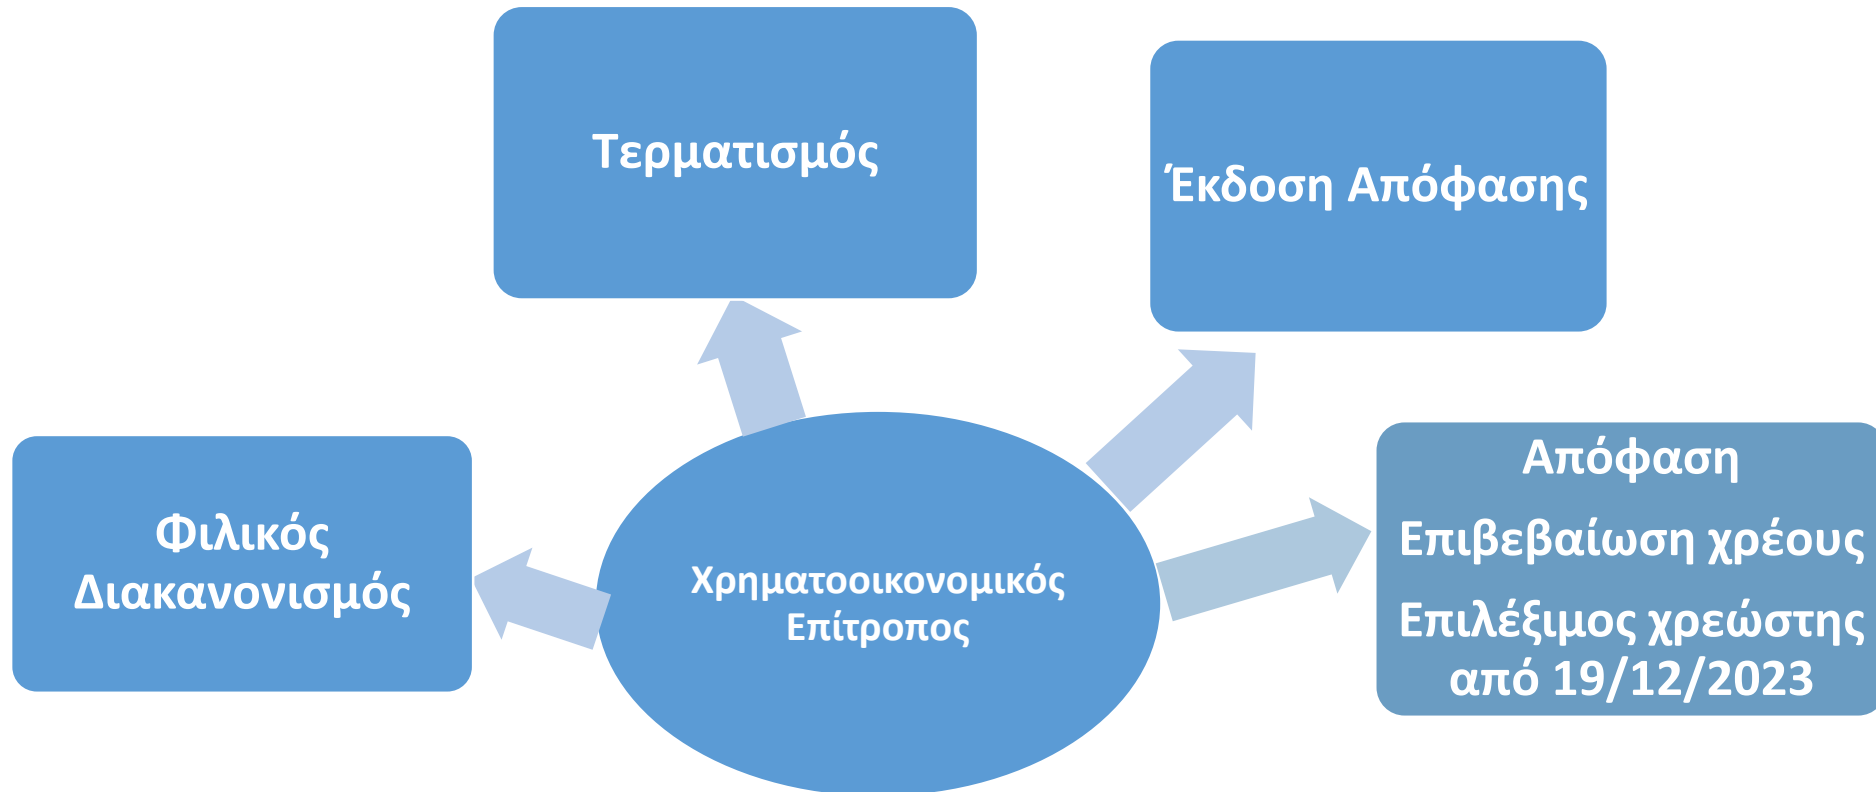 Τερματισμός
Έκδοση Απόφασης
Φιλικός
Διακανονισμός
Χρηματοοικονομικός
Επίτροπος
Απόφαση
Επιβεβαίωση χρέους
Επιλέξιμος χρεώστης
από 19/12/2023